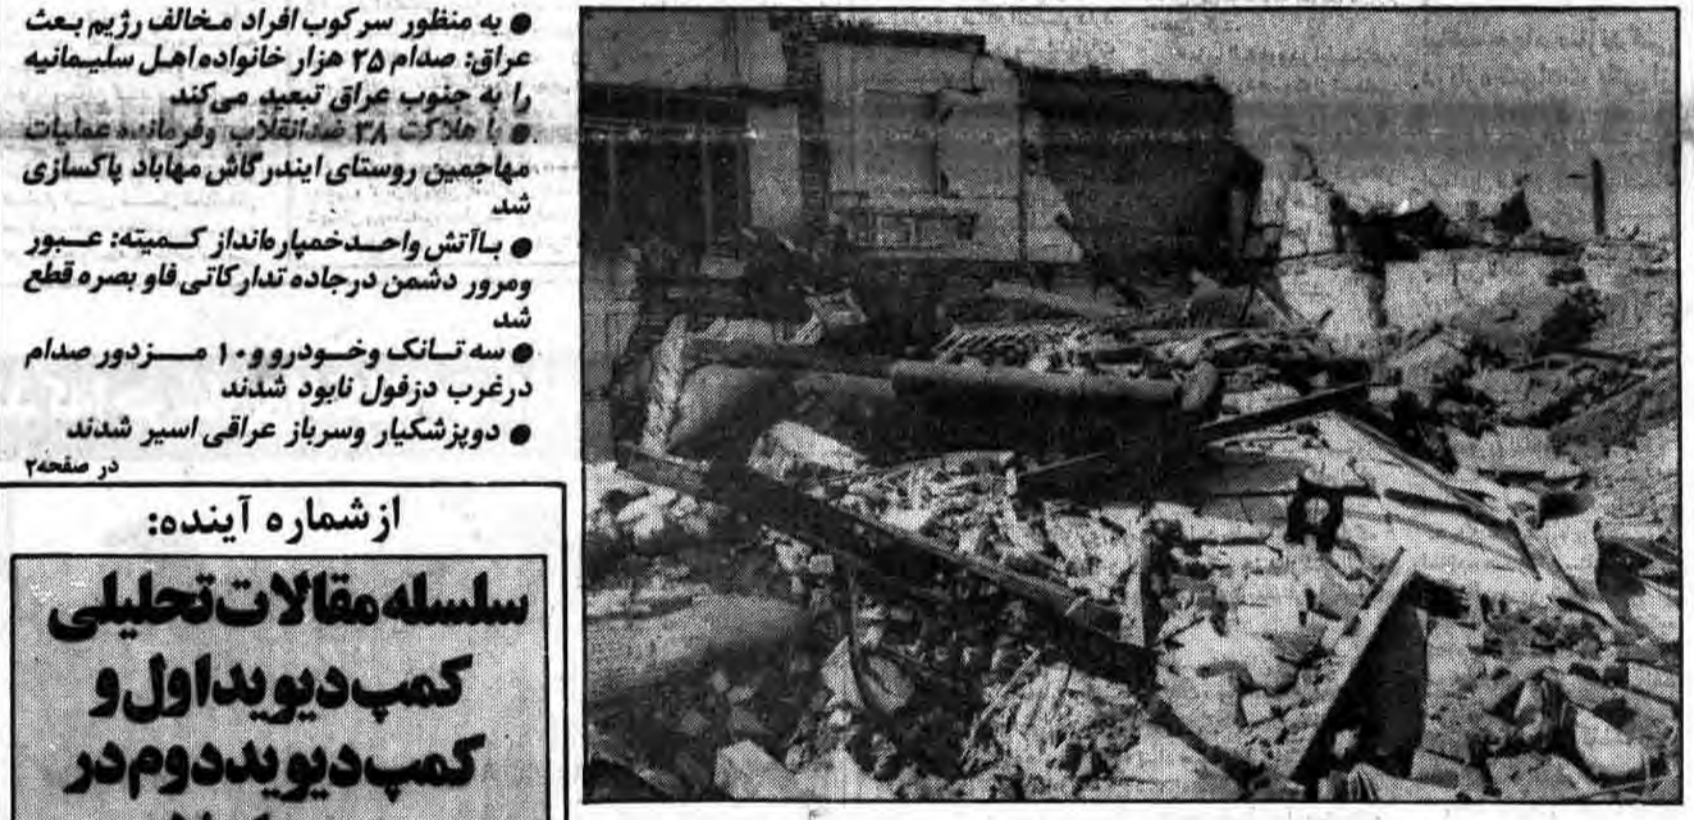 ● به منظور سرکوب افراد مخالف رژیم بعث
عراق: صدام ۲۵ هزار خانواده اهل سلیمانیه
را به جنوب عراق تبعید می‌کند
● با هلاکت ۳۸ ضدانقلاب وفرمانده عملیات
مهاجمین روستای ایندرگاش مهاباد پاکسازی
شد
● باآتش واحدخمپاره‌انداز کمیته: عبور
ومرور دشمن درجاده تدارکاتی فاو بصره قطع
شد
● سه تانک وخودرو و۱۰ مزدور صدام
درغرب دزفول نابود شدند
● دوپزشکیار وسرباز عراقی اسیر شدند
در صفحه۲
ازشماره آینده:
سلسله مقالات تحلیلی
کمپ دیوید اول و
کمپ دیوید دوم در